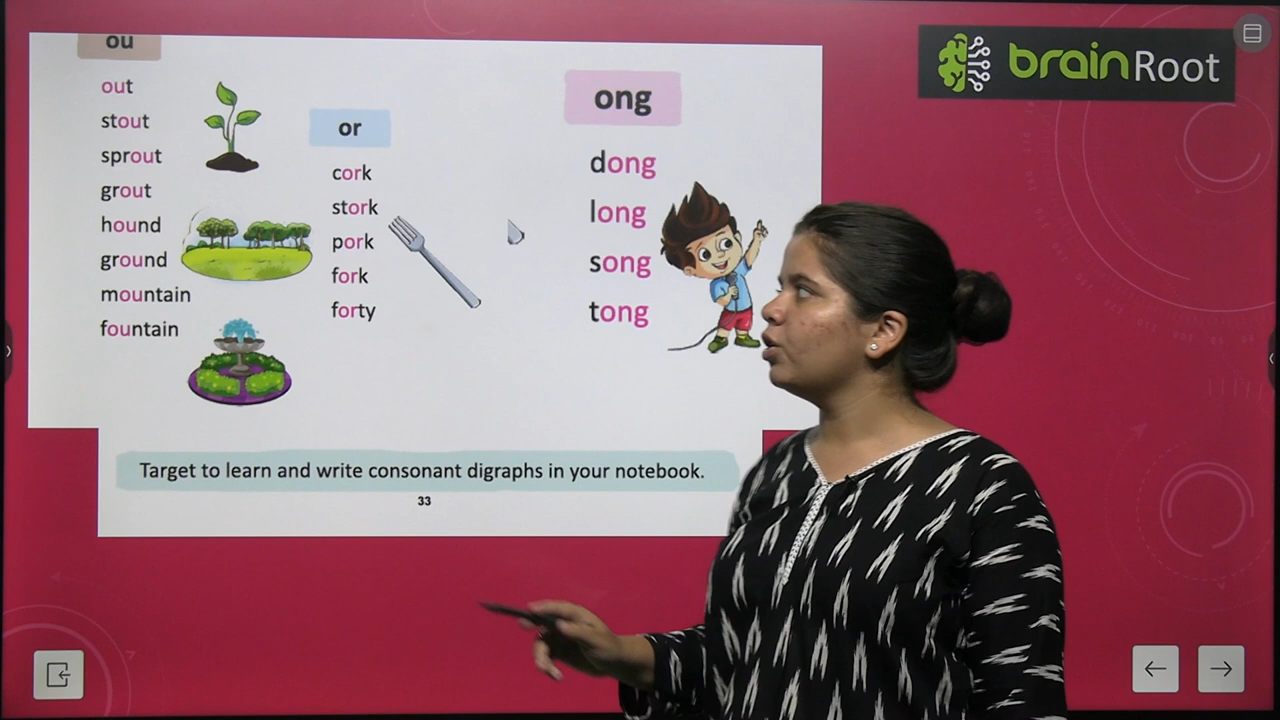 ou
out
stout
sprout
grout
hound
ground
mountain
fountain
or
cork
stork
pork
fork
forty
ong
dong
long
song
tong
Target to learn and write consonant digraphs in your notebook.
33
brainRoot